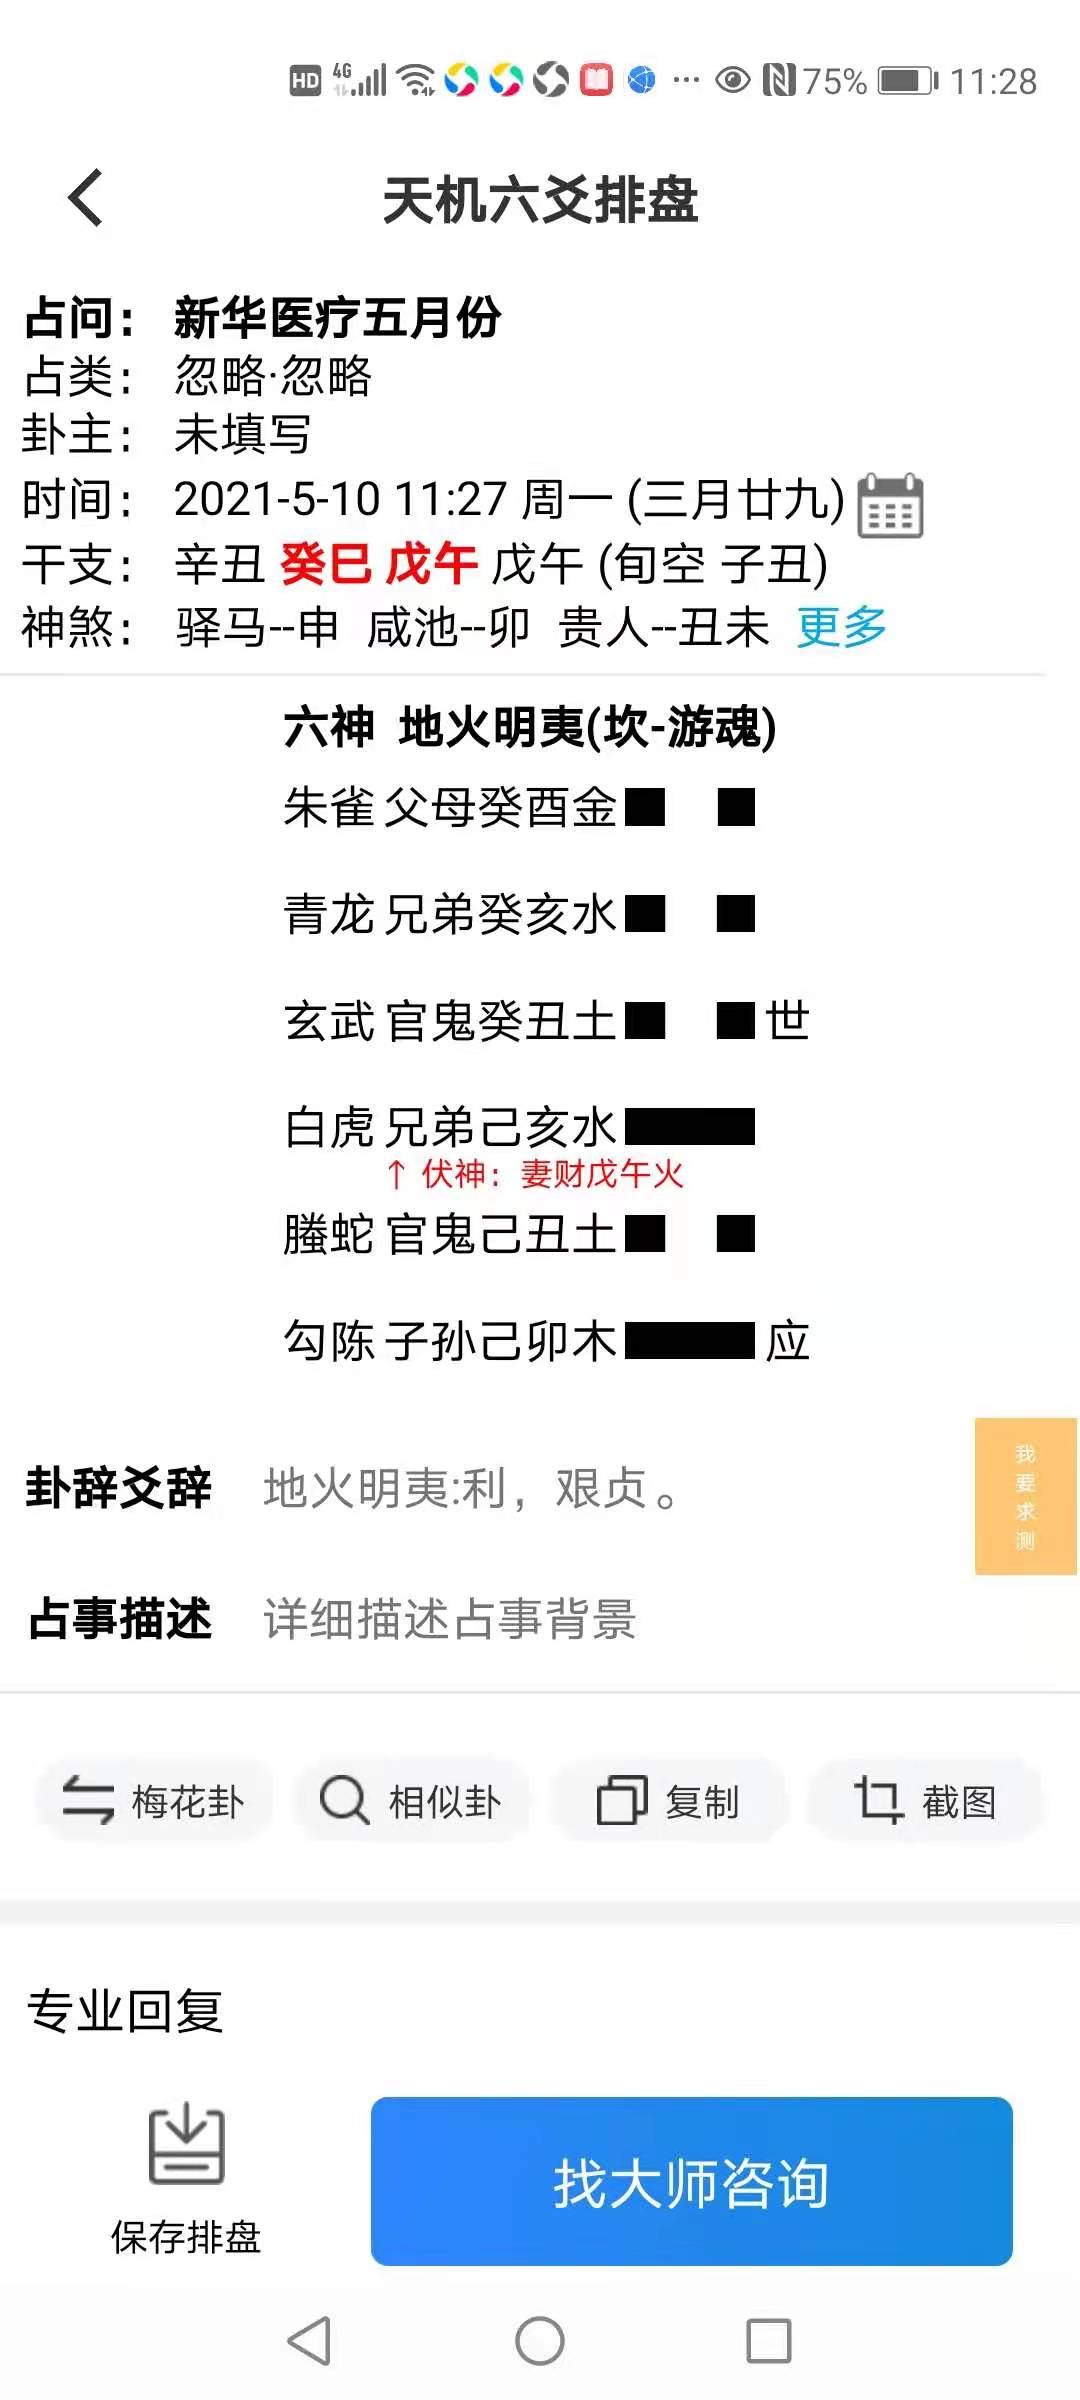 HD 4G 75% 11:28
天机六爻排盘
占问： 新华医疗五月份
占类： 忽略·忽略
卦主： 未填写
时间： 2021-5-10 11:27 周一 (三月廿九)
干支： 辛丑 癸巳 戊午 戊午 (旬空 子丑)
神煞： 驿马--申 咸池--卯 贵人--丑未 更多
六神 地火明夷(坎-游魂)
朱雀 父母癸酉金
青龙 兄弟癸亥水
玄武 官鬼癸丑土 世
白虎 兄弟己亥水
↑ 伏神：妻财戊午火
螣蛇 官鬼己丑土
勾陈 子孙己卯木 应
卦辞爻辞 地火明夷:利，艰贞。
我要求测
占事描述 详细描述占事背景
梅花卦 相似卦 复制 截图
专业回复
保存排盘 找大师咨询